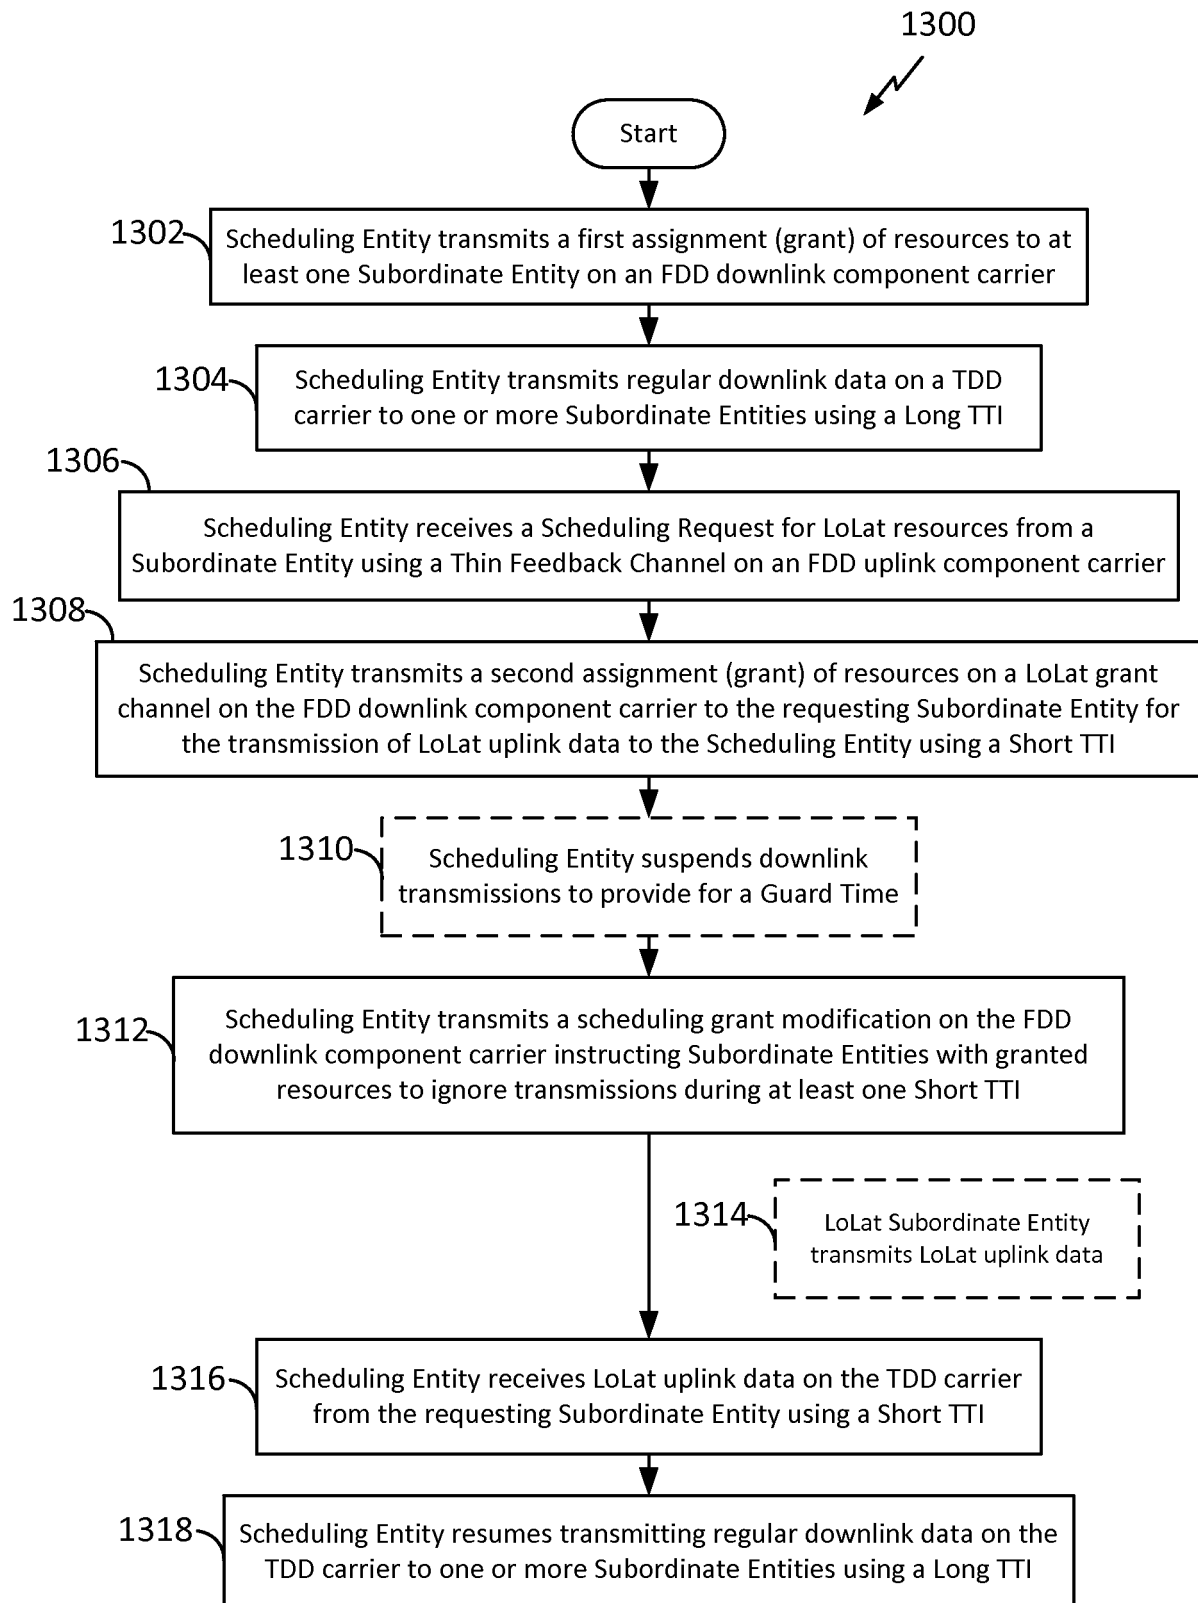 1300
Start
1302
Scheduling Entity transmits a first assignment (grant) of resources to at
least one Subordinate Entity on an FDD downlink component carrier
1304
Scheduling Entity transmits regular downlink data on a TDD
carrier to one or more Subordinate Entities using a Long TTI
1306
Scheduling Entity receives a Scheduling Request for LoLat resources from a
Subordinate Entity using a Thin Feedback Channel on an FDD uplink component carrier
1308
Scheduling Entity transmits a second assignment (grant) of resources on a LoLat grant
channel on the FDD downlink component carrier to the requesting Subordinate Entity for
the transmission of LoLat uplink data to the Scheduling Entity using a Short TTI
1310
Scheduling Entity suspends downlink
transmissions to provide for a Guard Time
1312
Scheduling Entity transmits a scheduling grant modification on the FDD
downlink component carrier instructing Subordinate Entities with granted
resources to ignore transmissions during at least one Short TTI
1314
LoLat Subordinate Entity
transmits LoLat uplink data
1316
Scheduling Entity receives LoLat uplink data on the TDD carrier
from the requesting Subordinate Entity using a Short TTI
1318
Scheduling Entity resumes transmitting regular downlink data on the
TDD carrier to one or more Subordinate Entities using a Long TTI